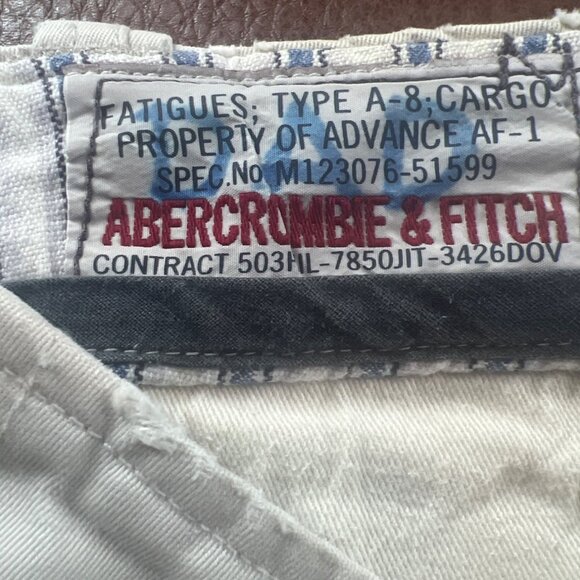 FATIGUES; TYPE A-8; CARGO
PROPERTY OF ADVANCE AF-1
SPEC.No. M123076-51599
ABERCROMBIE & FITCH
CONTRACT 503HL-7850JIT-3426DOV